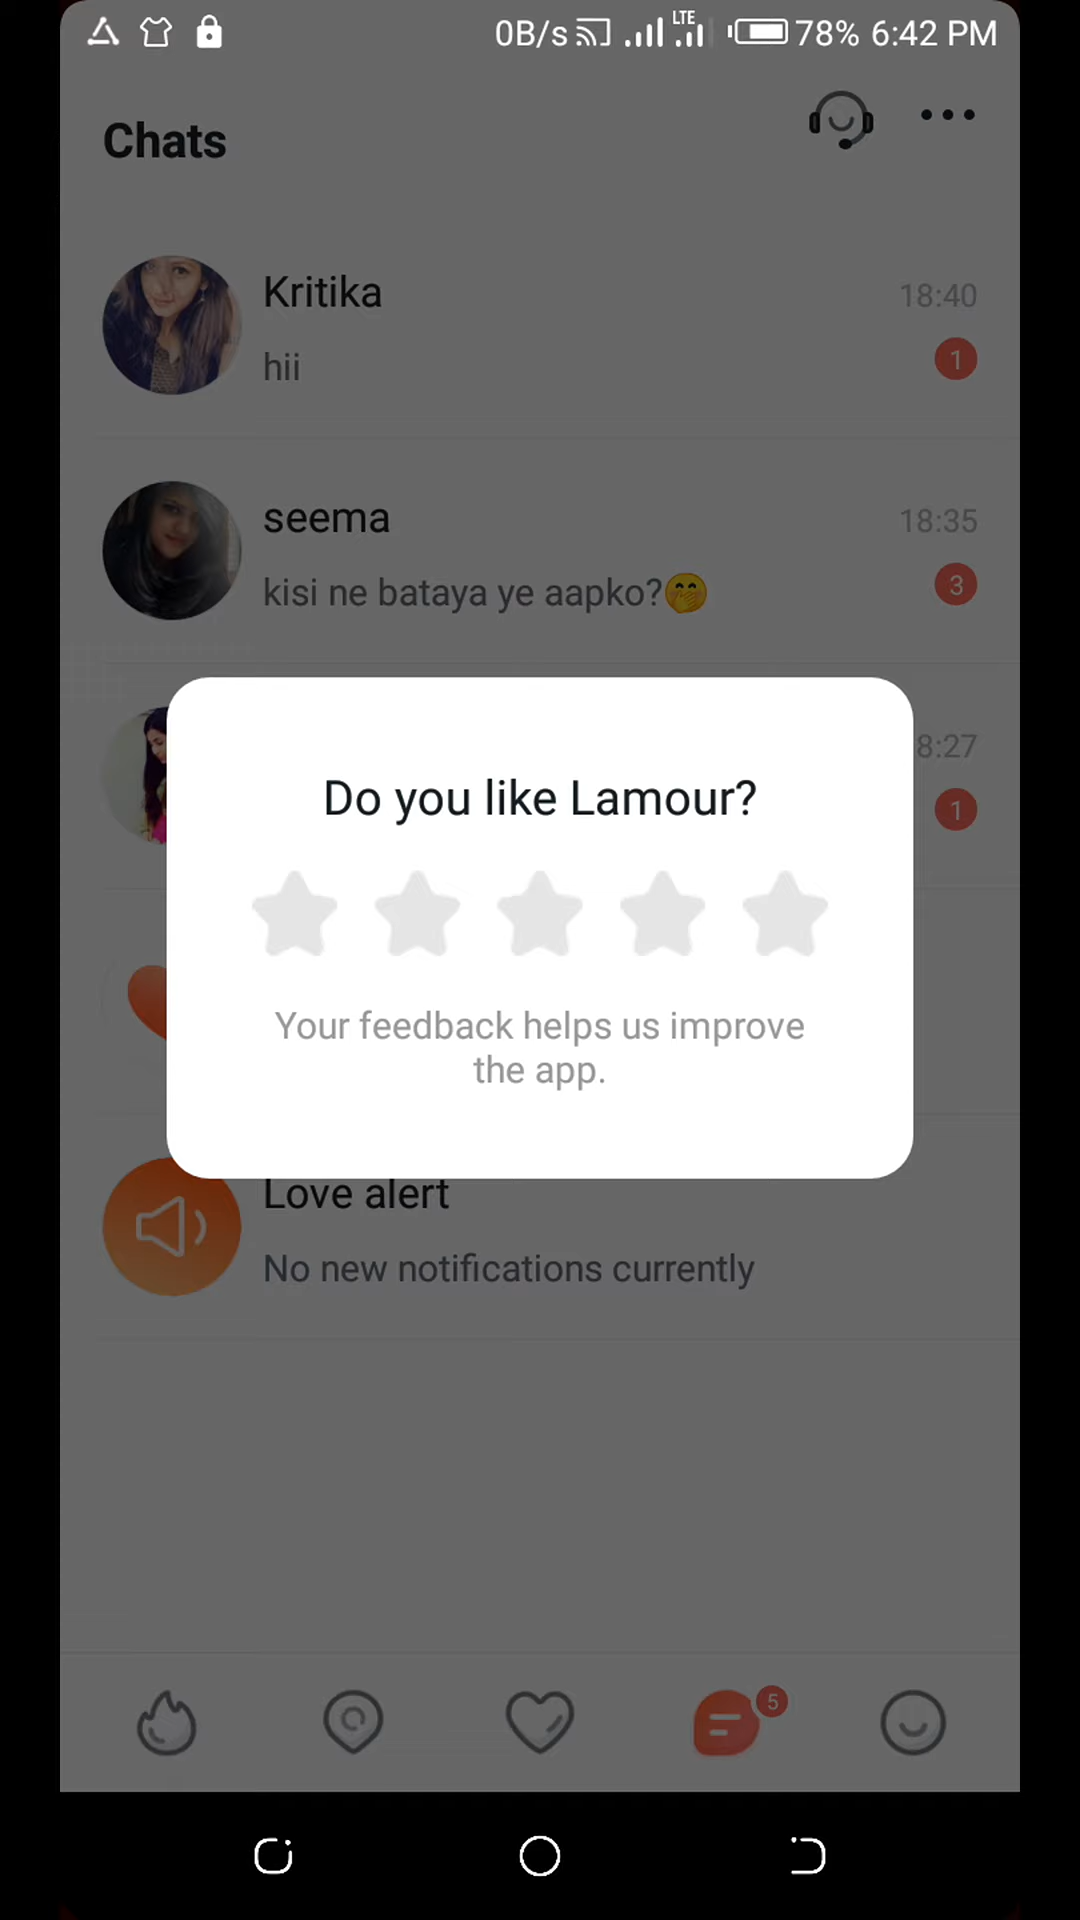 0B/s LTE 78% 6:42 PM
Chats
Kritika 18:40
hii 1
seema 18:35
kisi ne bataya ye aapko?🤭 3
8:27
1
Do you like Lamour?
Your feedback helps us improve
the app.
Love alert
No new notifications currently
5